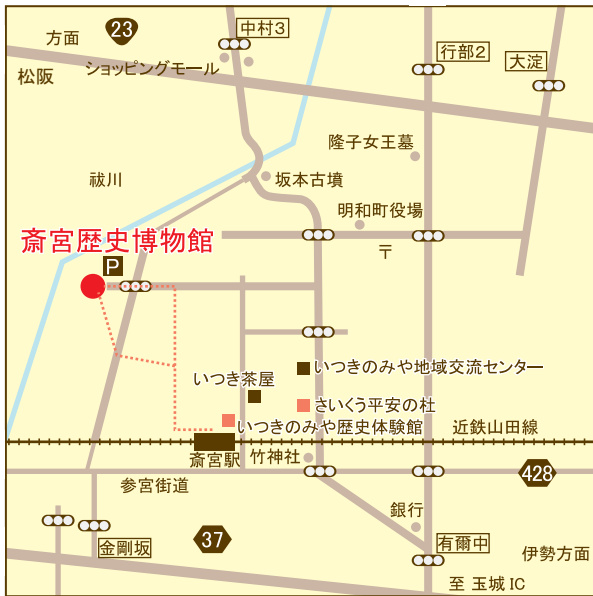 方面
23
中村3
行部2
大淀
松阪
ショッピングモール
隆子女王墓
祓川
坂本古墳
明和町役場
〒
斎宮歴史博物館
P
いつきのみや地域交流センター
いつき茶屋
さいくう平安の杜
いつきのみや歴史体験館
近鉄山田線
斎宮駅
竹神社
参宮街道
428
銀行
37
金剛坂
有爾中
伊勢方面
至 玉城 IC